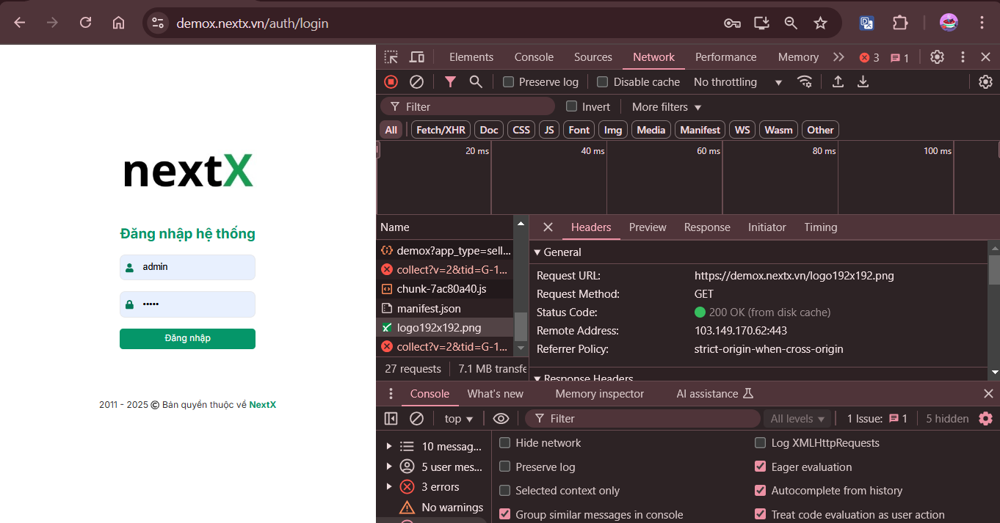 demox.nextx.vn/auth/login
nextX
Đăng nhập hệ thống
admin
•••••
Đăng nhập
2011 - 2025 © Bản quyền thuộc về NextX
Elements Console Sources Network Performance Memory 3 1
Preserve log Disable cache No throttling
Filter Invert More filters
All Fetch/XHR Doc CSS JS Font Img Media Manifest WS Wasm Other
20 ms 40 ms 60 ms 80 ms 100 ms
Name
demox?app_type=sell...
collect?v=2&tid=G-1...
chunk-7ac80a40.js
manifest.json
logo192x192.png
collect?v=2&tid=G-1...
27 requests 7.1 MB transfe
Headers Preview Response Initiator Timing
General
Request URL: https://demox.nextx.vn/logo192x192.png
Request Method: GET
Status Code: 200 OK (from disk cache)
Remote Address: 103.149.170.62:443
Referrer Policy: strict-origin-when-cross-origin
Response Headers
Console What's new Memory inspector AI assistance
top Filter All levels 1 Issue: 1 5 hidden
10 messag...
5 user mes...
3 errors
No warnings
Hide network Log XMLHttpRequests
Preserve log Eager evaluation
Selected context only Autocomplete from history
Group similar messages in console Treat code evaluation as user action